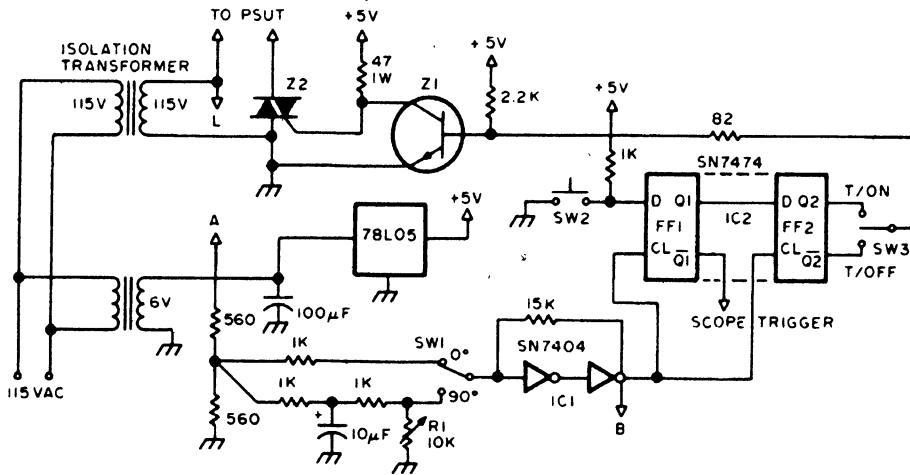 TO PSUT
+5V
+5V
ISOLATION
TRANSFORMER
47
1W
Z2
Z1
115V
115V
L
2.2K
+5V
82
1K
SN7474
SW2
D Q1
FF1
CL
Q̅1̅
IC2
D Q2
FF2
CL
Q̅2̅
T/ON
SW3
T/OFF
A
+5V
78L05
6V
100μF
560
SCOPE TRIGGER
15K
SN7404
IC1
1K
SW1
0°
90°
1K
1K
115VAC
560
+
10μF
R1
10K
B